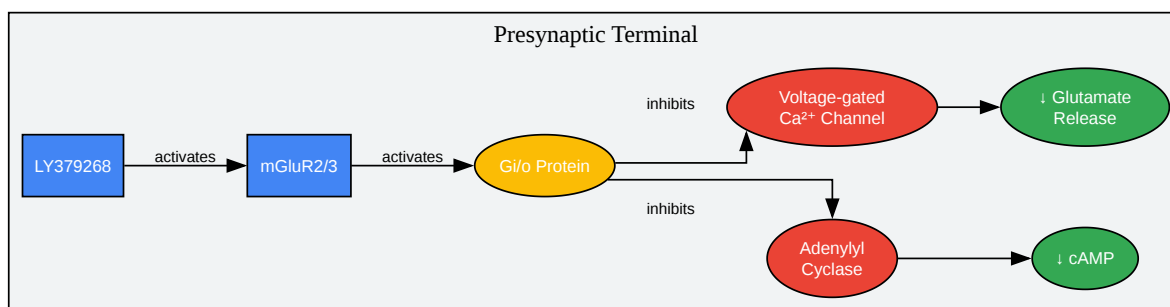 Presynaptic Terminal
LY379268
activates
mGluR2/3
activates
Gi/o Protein
inhibits
Voltage-gated
Ca²⁺ Channel
↓ Glutamate
Release
inhibits
Adenylyl
Cyclase
↓ cAMP